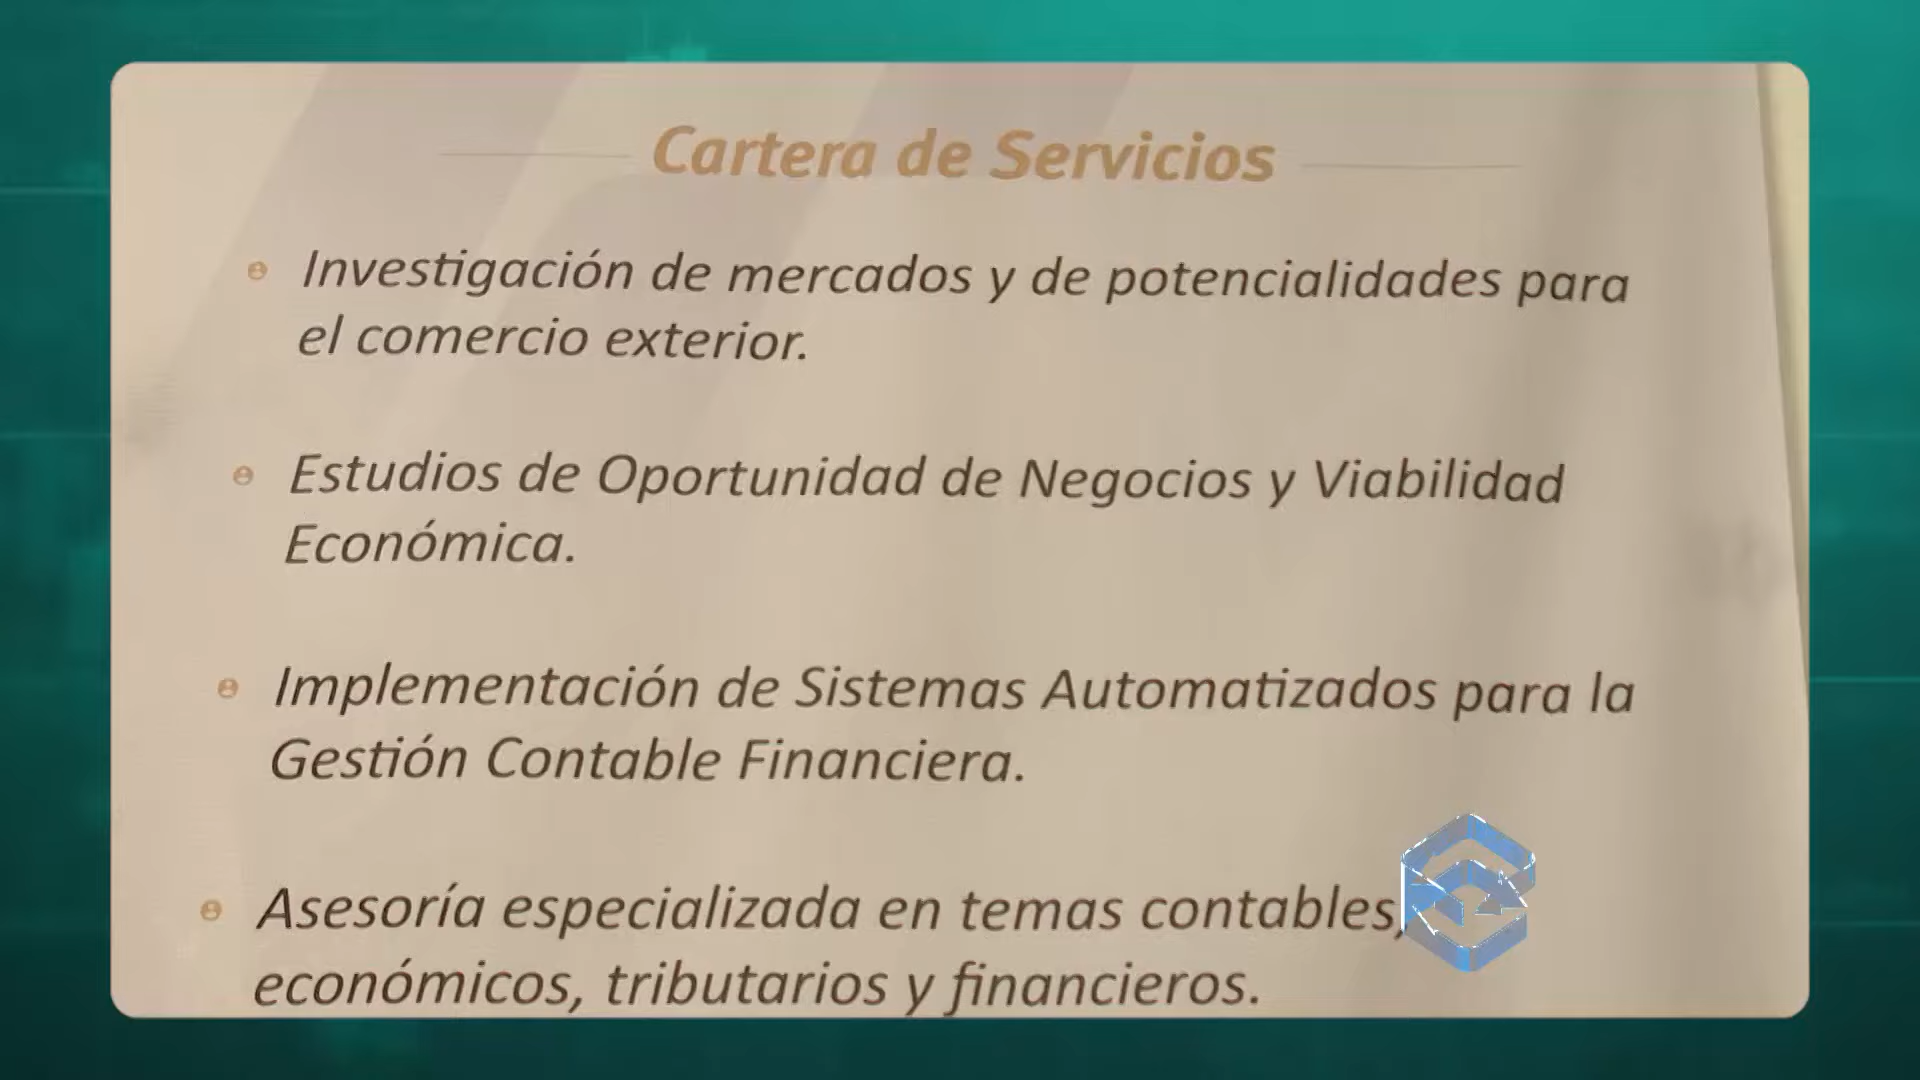 Cartera de Servicios
Investigación de mercados y de potencialidades para
el comercio exterior.
Estudios de Oportunidad de Negocios y Viabilidad
Económica.
Implementación de Sistemas Automatizados para la
Gestión Contable Financiera.
Asesoría especializada en temas contables,
económicos, tributarios y financieros.